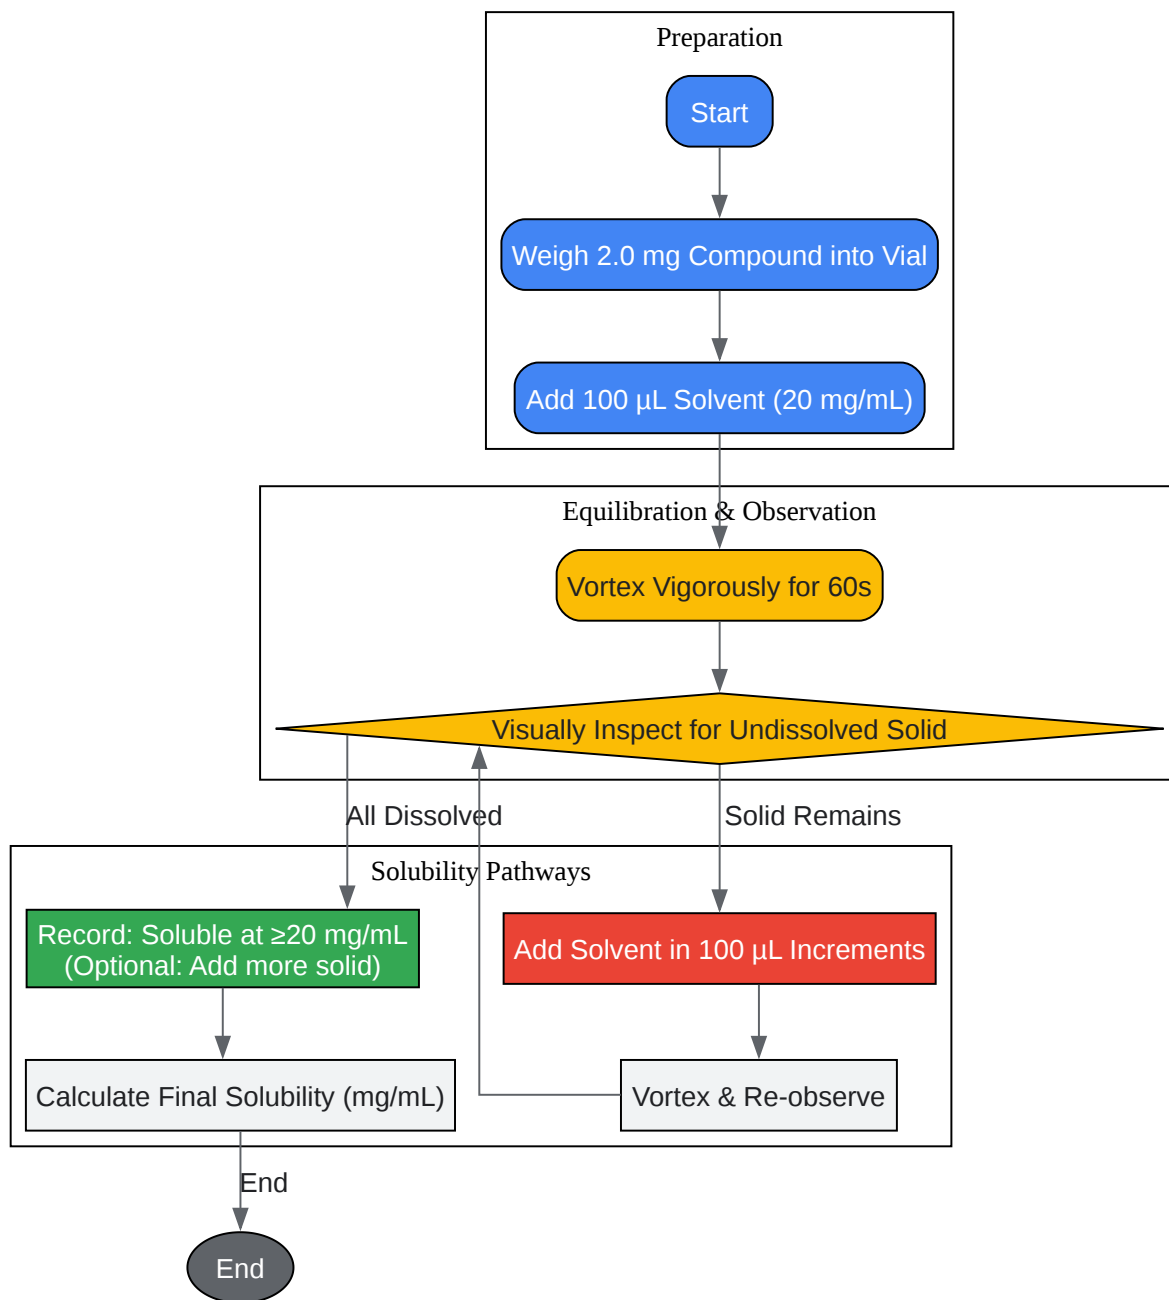 Preparation
Start
Weigh 2.0 mg Compound into Vial
Add 100 µL Solvent (20 mg/mL)
Equilibration & Observation
Vortex Vigorously for 60s
Visually Inspect for Undissolved Solid
All Dissolved
Solid Remains
Solubility Pathways
Record: Soluble at ≥20 mg/mL
(Optional: Add more solid)
Add Solvent in 100 µL Increments
Calculate Final Solubility (mg/mL)
Vortex & Re-observe
End
End